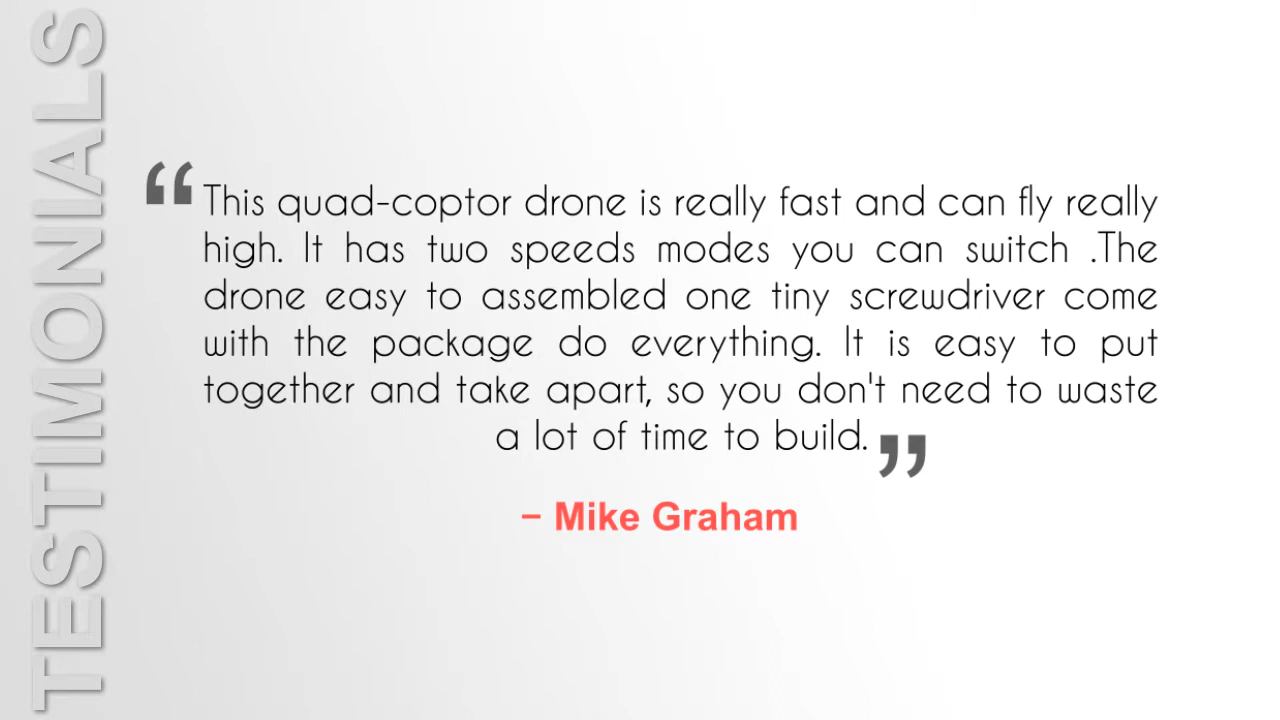 TESTIMONIALS
“This quad-coptor drone is really fast and can fly really
high. It has two speeds modes you can switch .The
drone easy to assembled one tiny screwdriver come
with the package do everything. It is easy to put
together and take apart, so you don't need to waste
a lot of time to build.”
– Mike Graham